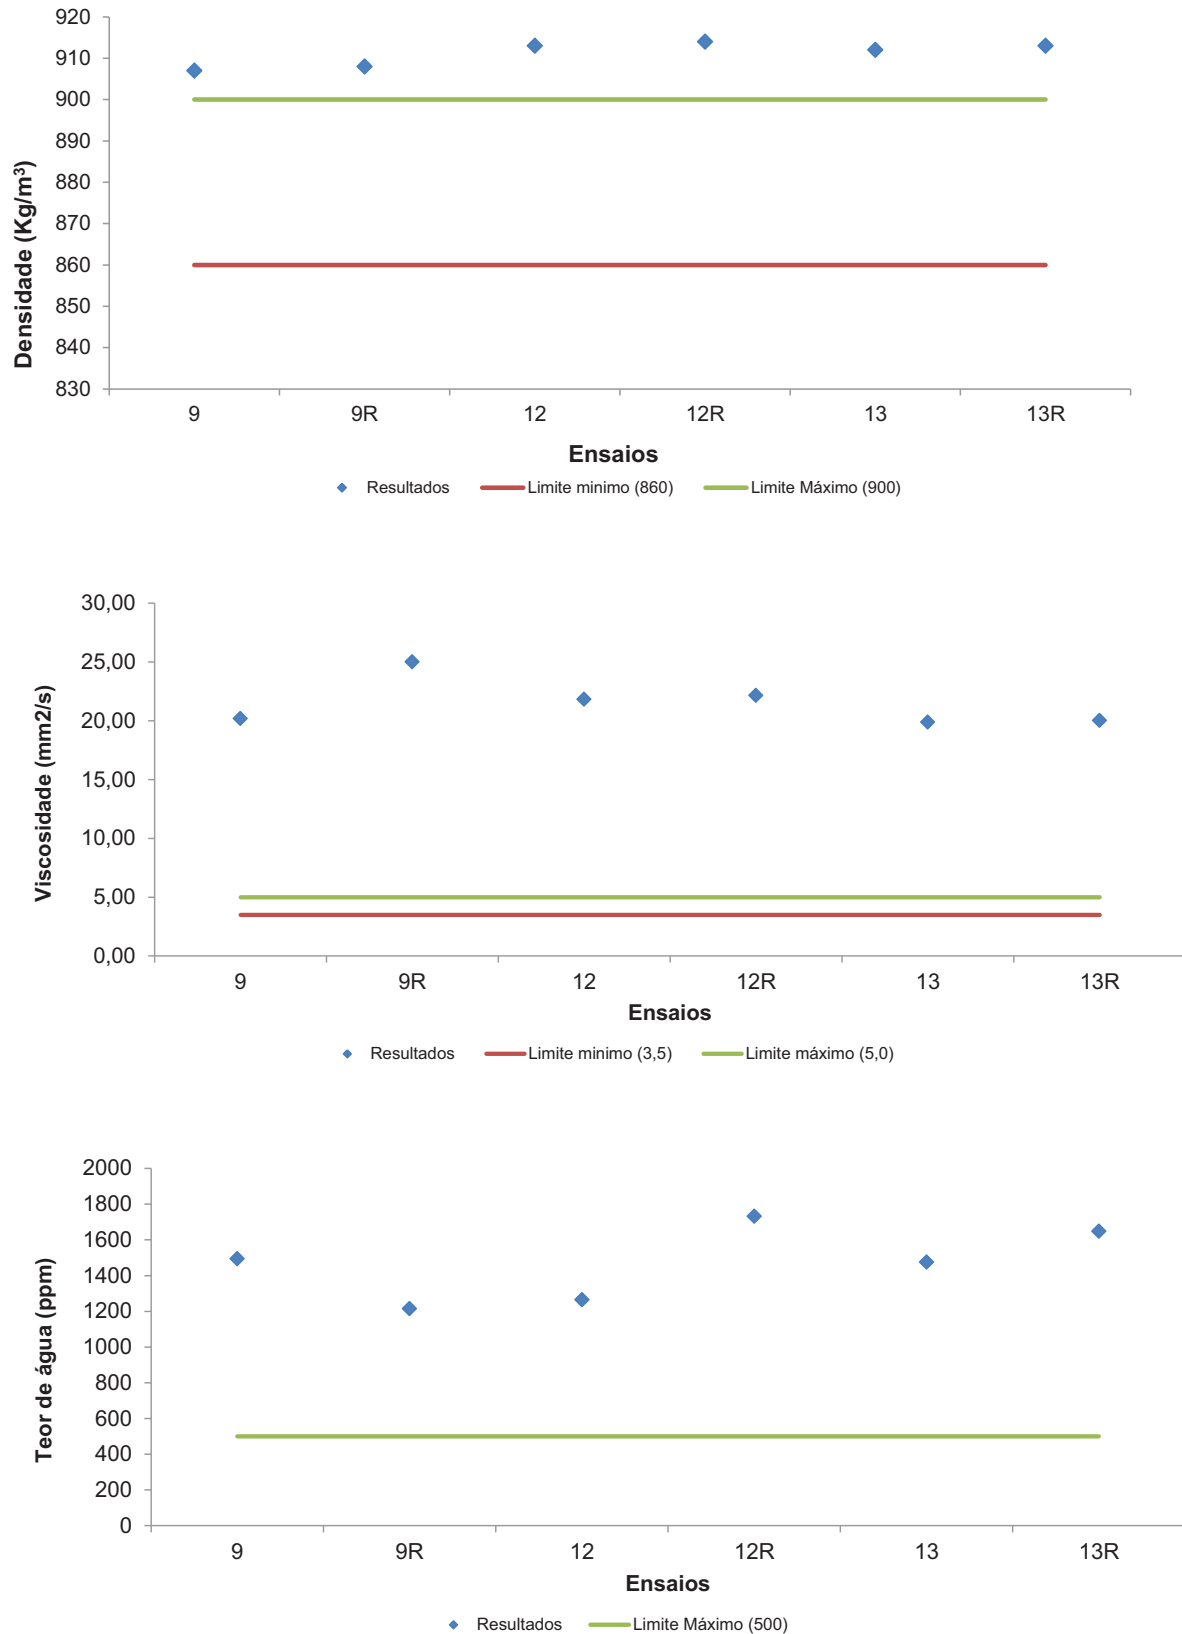 920
910
900
890
880
870
860
850
840
830
Densidade (Kg/m³)
9 9R 12 12R 13 13R
Ensaios
Resultados Limite minimo (860) Limite Máximo (900)
30,00
25,00
20,00
15,00
10,00
5,00
0,00
Viscosidade (mm2/s)
9 9R 12 12R 13 13R
Ensaios
Resultados Limite minimo (3,5) Limite máximo (5,0)
2000
1800
1600
1400
1200
1000
800
600
400
200
0
Teor de água (ppm)
9 9R 12 12R 13 13R
Ensaios
Resultados Limite Máximo (500)